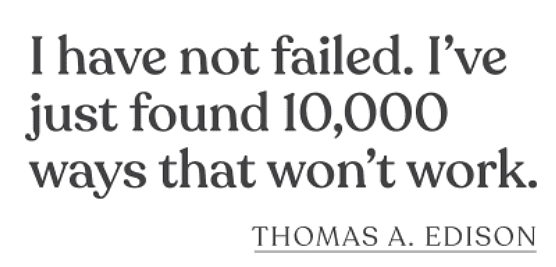 I have not failed. I’ve
just found 10,000
ways that won’t work.
THOMAS A. EDISON